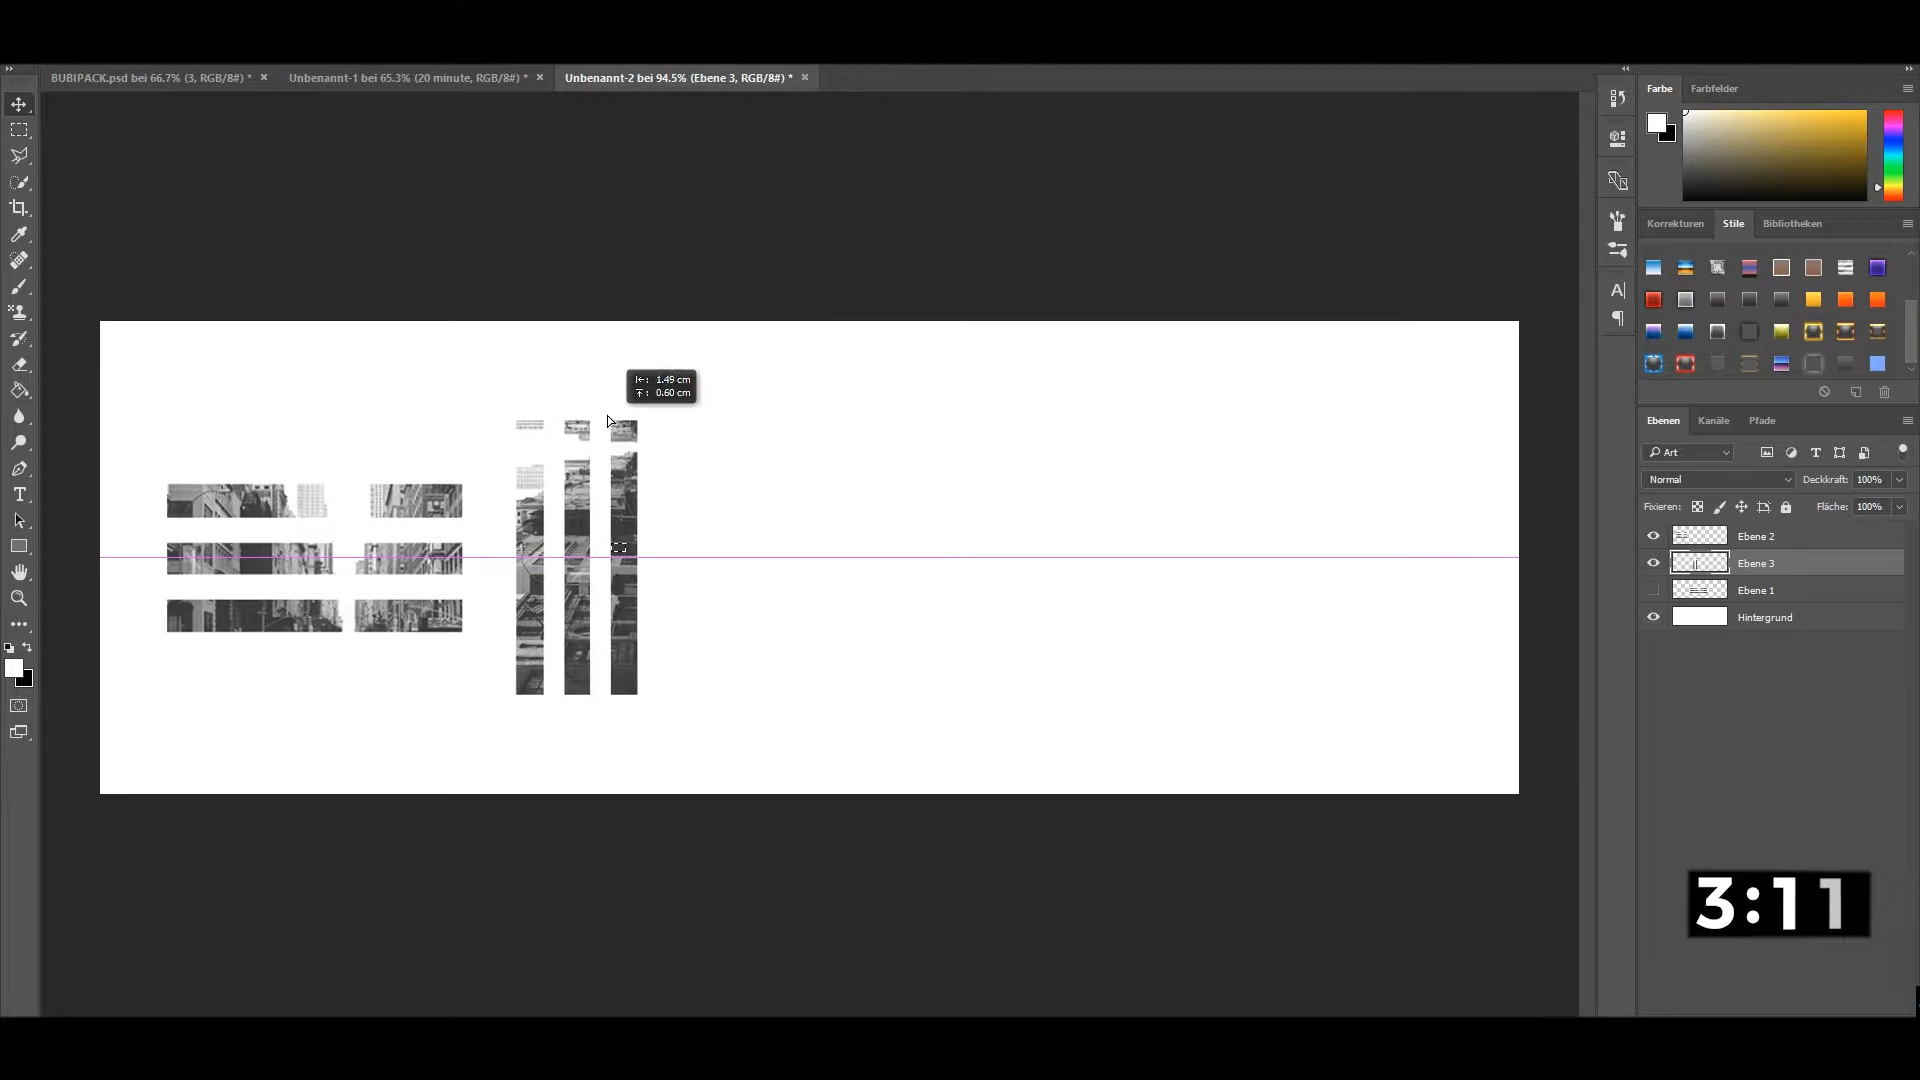 BUBIPACK.psd bei 66.7% (3, RGB/8#) *
Unbenannt-1 bei 65.3% (20 minute, RGB/8#) *
Unbenannt-2 bei 94.5% (Ebene 3, RGB/8#) *
Farbe
Farbfelder
Korrekturen
Stile
Bibliotheken
1.49 cm
0.60 cm
Ebenen
Kanäle
Pfade
Art
Normal
Deckkraft: 100%
Fixieren:
Fläche: 100%
Ebene 2
Ebene 3
Ebene 1
Hintergrund
3:11